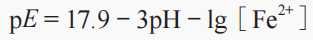 pE = 17.9 − 3pH − lg [ Fe²⁺ ]